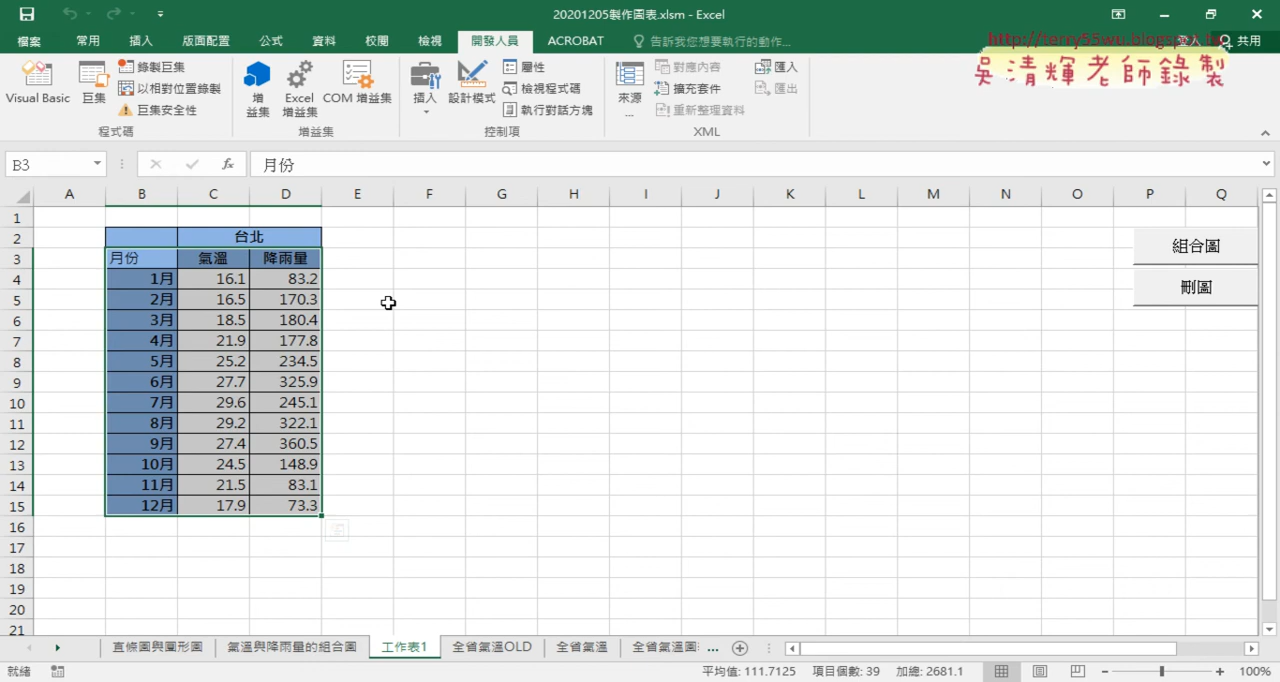 20201205製作圖表.xlsm - Excel
檔案 常用 插入 版面配置 公式 資料 校閱 檢視 開發人員 ACROBAT 告訴我您想要執行的動作... 登入 共用
http://terry55wu.blogspot.tw
吳清輝老師錄製
Visual Basic 巨集 錄製巨集 以相對位置錄製 巨集安全性 程式碼
增益集 Excel 增益集 COM 增益集 增益集
插入 設計模式 屬性 檢視程式碼 執行對話方塊 控制項
來源... 對應內容 擴充套件 重新整理資料 匯入 匯出 XML
B3 fx 月份
A B C D E F G H I J K L M N O P Q
1
2 台北 組合圖
3 月份 氣溫 降雨量
4 1月 16.1 83.2 刪圖
5 2月 16.5 170.3
6 3月 18.5 180.4
7 4月 21.9 177.8
8 5月 25.2 234.5
9 6月 27.7 325.9
10 7月 29.6 245.1
11 8月 29.2 322.1
12 9月 27.4 360.5
13 10月 24.5 148.9
14 11月 21.5 83.1
15 12月 17.9 73.3
16
17
18
19
20
21
直條圖與圓形圖 氣溫與降雨量的組合圖 工作表1 全省氣溫OLD 全省氣溫 全省氣溫圖 ...
就緒 平均值: 111.7125 項目個數: 39 加總: 2681.1 100%